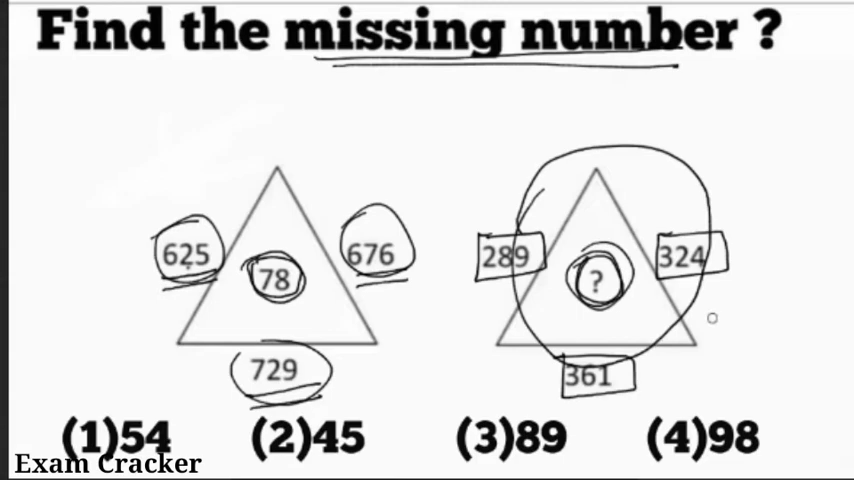 Find the missing number ?
625 78 676 289 ? 324
729 361
(1)54 (2)45 (3)89 (4)98
Exam Cracker